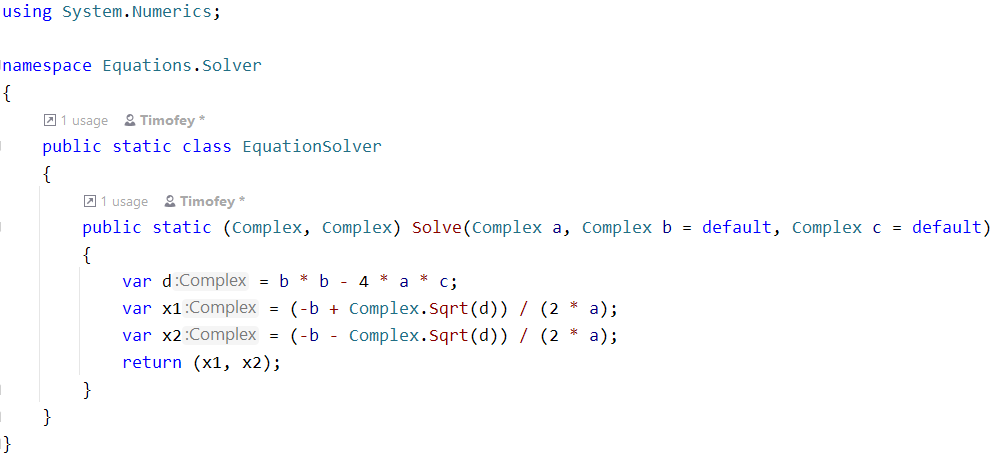 using System.Numerics;
namespace Equations.Solver
{
1 usage Timofey *
public static class EquationSolver
{
1 usage Timofey *
public static (Complex, Complex) Solve(Complex a, Complex b = default, Complex c = default)
{
var d :Complex = b * b - 4 * a * c;
var x1 :Complex = (-b + Complex.Sqrt(d)) / (2 * a);
var x2 :Complex = (-b - Complex.Sqrt(d)) / (2 * a);
return (x1, x2);
}
}
}